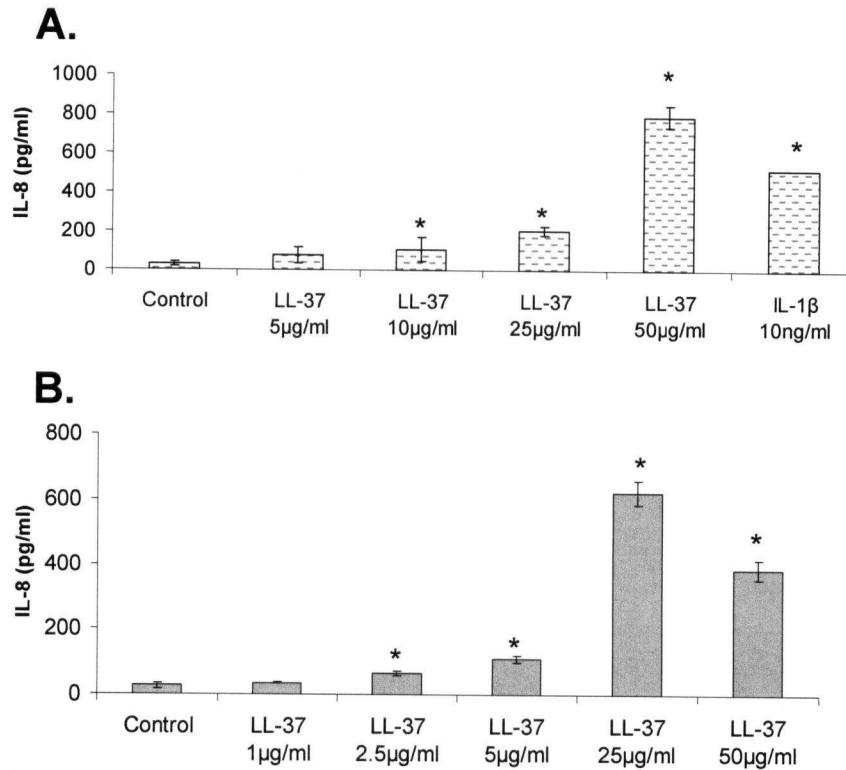 A.
1000
800
600
400
200
0
IL-8 (pg/ml)
*
*
*
*
Control
LL-37
5µg/ml
LL-37
10µg/ml
LL-37
25µg/ml
LL-37
50µg/ml
IL-1β
10ng/ml
B.
800
600
400
200
0
IL-8 (pg/ml)
*
*
*
*
Control
LL-37
1µg/ml
LL-37
2.5µg/ml
LL-37
5µg/ml
LL-37
25µg/ml
LL-37
50µg/ml